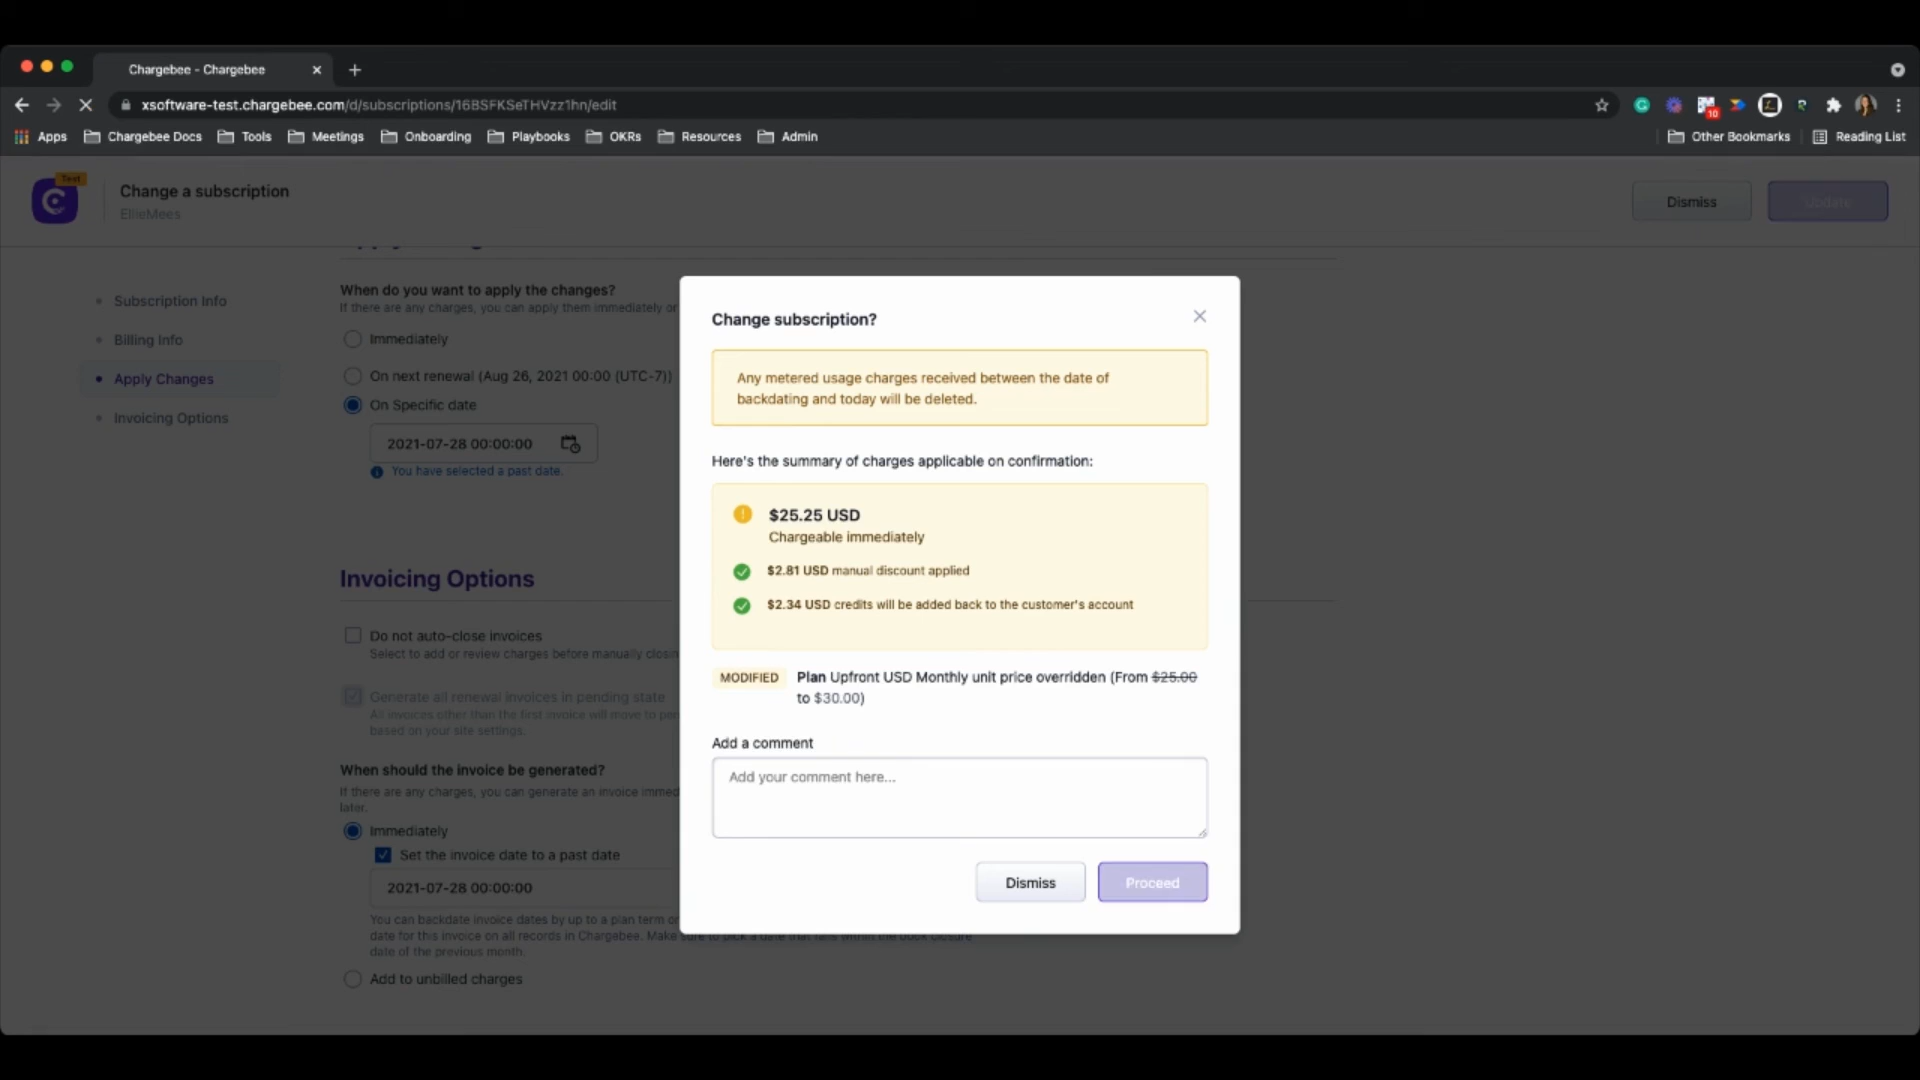 Chargebee - Chargebee
xsoftware-test.chargebee.com/d/subscriptions/16BSFKSeTHVzz1hn/edit
10
Apps Chargebee Docs Tools Meetings Onboarding Playbooks OKRs Resources Admin Other Bookmarks Reading List
Test
Change a subscription
EllieMees
Dismiss Update
Subscription Info
Billing Info
Apply Changes
Invoicing Options
When do you want to apply the changes?
If there are any charges, you can apply them immediately or
Immediately
On next renewal (Aug 26, 2021 00:00 (UTC-7))
On Specific date
2021-07-28 00:00:00
You have selected a past date.
Invoicing Options
Do not auto-close invoices
Select to add or review charges before manually closin
Generate all renewal invoices in pending state
All invoices other than the first invoice will move to pen
based on your site settings.
When should the invoice be generated?
If there are any charges, you can generate an invoice immed
later.
Immediately
Set the invoice date to a past date
2021-07-28 00:00:00
You can backdate invoice dates by up to a plan term or
date for this invoice on all records in Chargebee. Make sure to pick a date that falls within the book closure
date of the previous month.
Add to unbilled charges
Change subscription?
Any metered usage charges received between the date of
backdating and today will be deleted.
Here's the summary of charges applicable on confirmation:
$25.25 USD
Chargeable immediately
$2.81 USD manual discount applied
$2.34 USD credits will be added back to the customer's account
MODIFIED Plan Upfront USD Monthly unit price overridden (From $25.00
to $30.00)
Add a comment
Add your comment here...
Dismiss Proceed